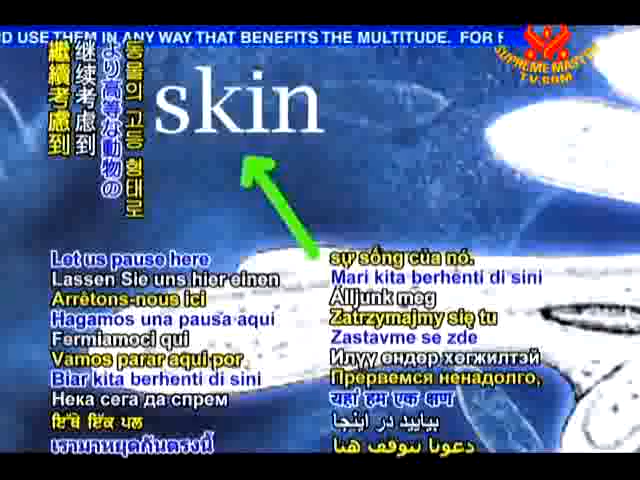 D USE THEM IN ANY WAY THAT BENEFITS THE MULTITUDE. FOR F
SUPREME MASTER
TV.COM
繼續考慮到
继续考虑到
より高等な動物の
동물의 고등 형태로
skin
Let us pause here
Lassen Sie uns hier einen
Arrêtons-nous ici
Hagamos una pausa aqui
Fermiamoci qui
Vamos parar aqui por
Biar kita berhenti di sini
Нека сега да спрем
ਇੱਥੇ ਇੱਕ ਪਲ
เรามาหยุดกันตรงนี้
sự sống của nó.
Mari kita berhenti di sini
Álljunk meg
Zatrzymajmy się tu
Zastavme se zde
Илүү өндөр хөгжилтэй
Прервемся ненадолго,
यहां हम एक क्षण
بیایید در اینجا
دعونا نتوقف هنا